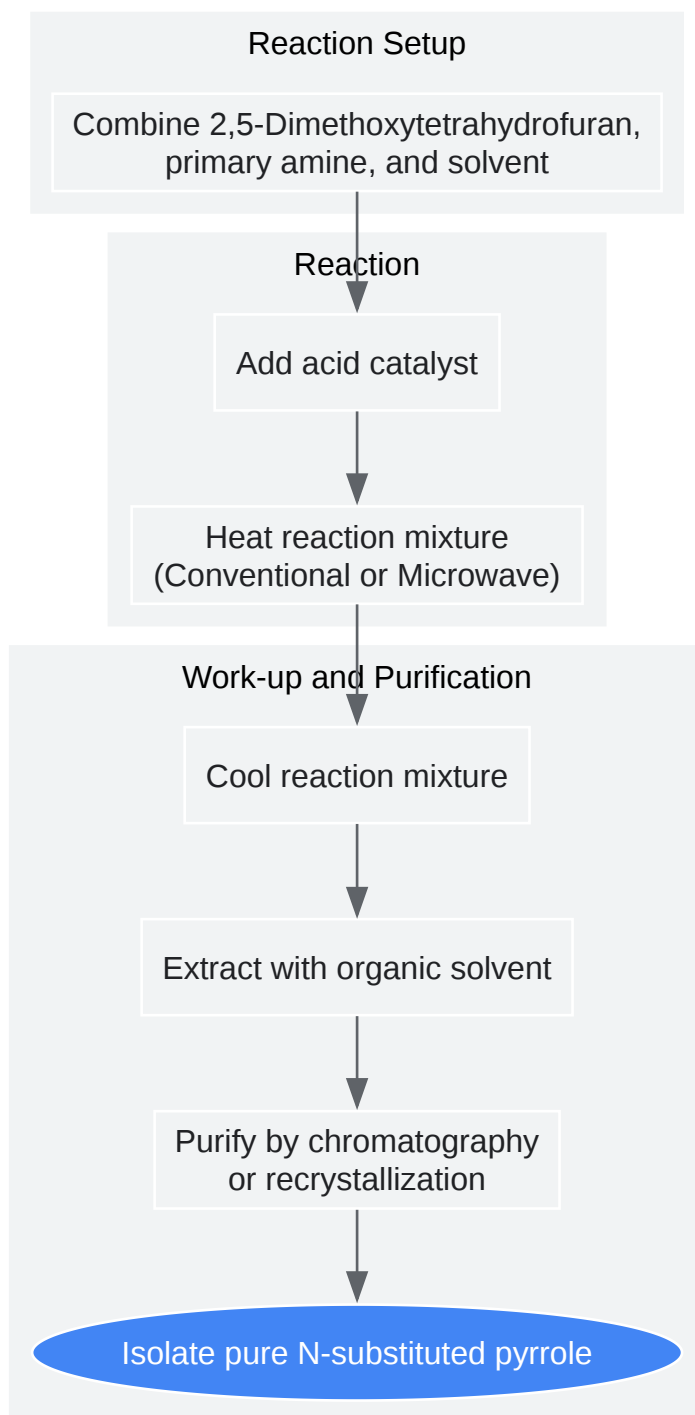 Reaction Setup
Combine 2,5-Dimethoxytetrahydrofuran,
primary amine, and solvent
Reaction
Add acid catalyst
Heat reaction mixture
(Conventional or Microwave)
Work-up and Purification
Cool reaction mixture
Extract with organic solvent
Purify by chromatography
or recrystallization
Isolate pure N-substituted pyrrole